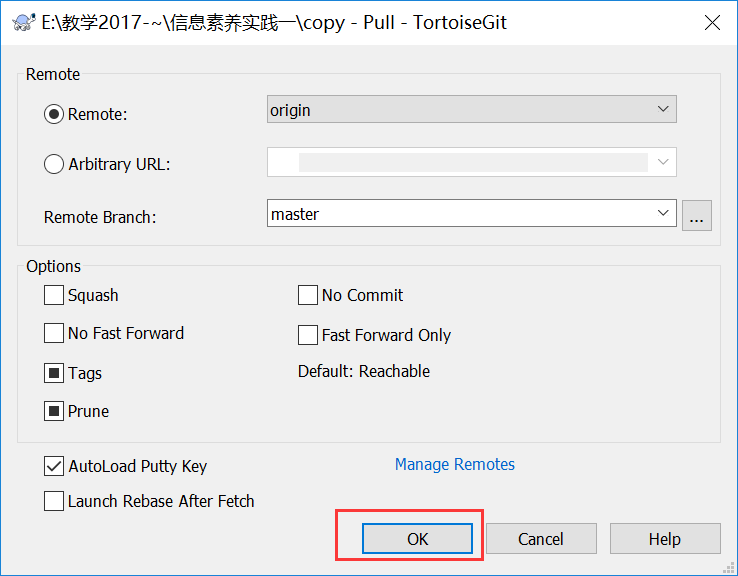 E:\教学2017-~\信息素养实践一\copy - Pull - TortoiseGit
Remote
Remote:
origin
Arbitrary URL:
Remote Branch:
master
...
Options
Squash
No Commit
No Fast Forward
Fast Forward Only
Tags
Default: Reachable
Prune
AutoLoad Putty Key
Manage Remotes
Launch Rebase After Fetch
OK
Cancel
Help